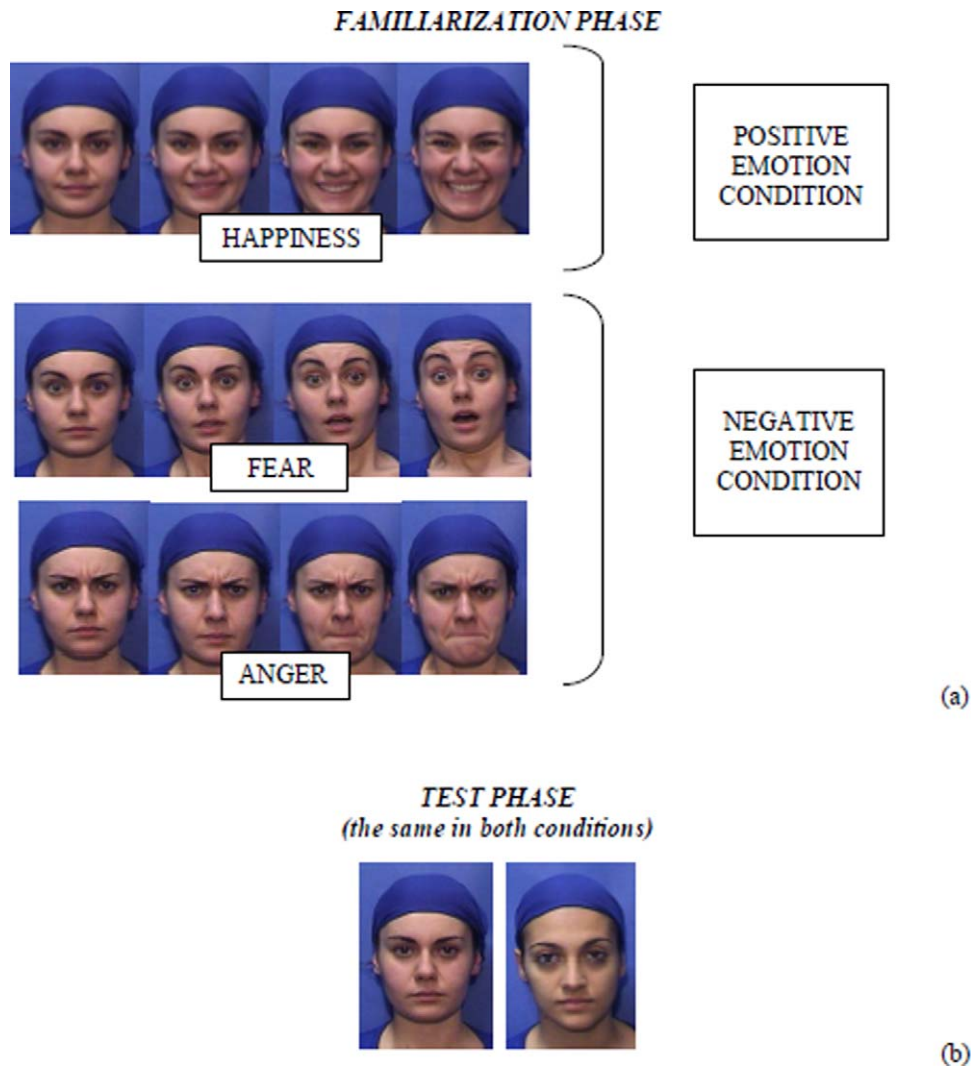 FAMILIARIZATION PHASE
HAPPINESS
POSITIVE
EMOTION
CONDITION
FEAR
ANGER
NEGATIVE
EMOTION
CONDITION
(a)
TEST PHASE
(the same in both conditions)
(b)